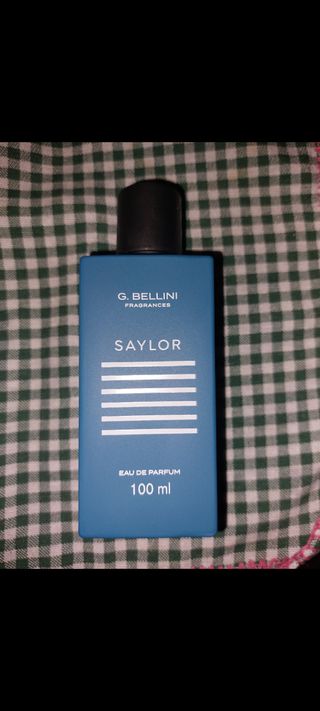 G. BELLINI
FRAGRANCES
SAYLOR
EAU DE PARFUM
100 ml